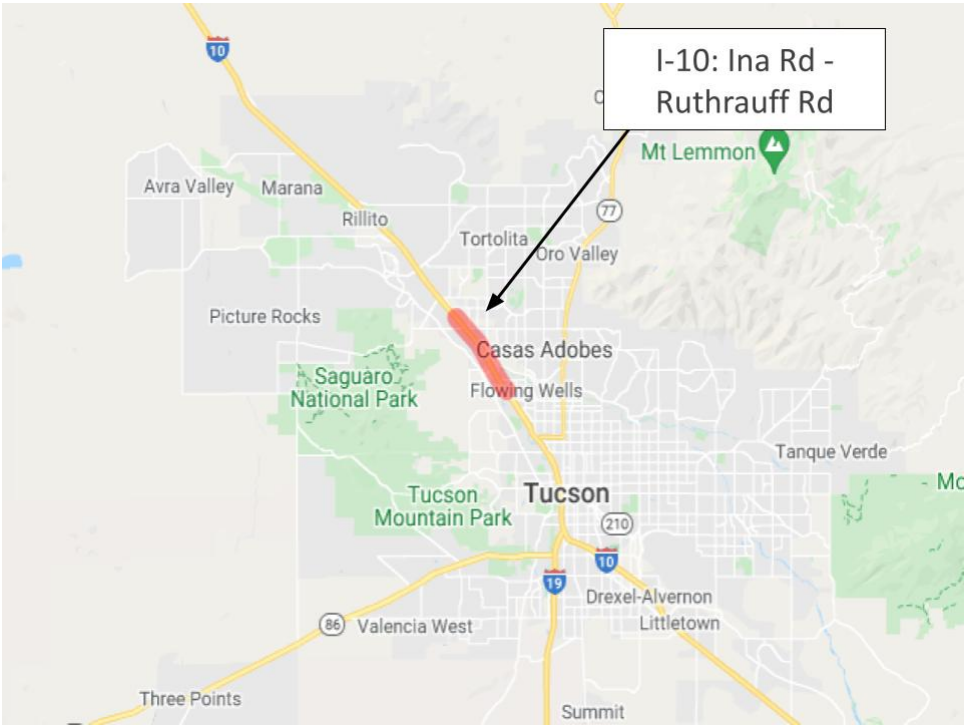 I-10: Ina Rd -
Ruthrauff Rd
10
C
Mt Lemmon
Avra Valley
Marana
77
Rillito
Tortolita
Oro Valley
Picture Rocks
Casas Adobes
Saguaro
National Park
Flowing Wells
Tanque Verde
Mo
Tucson
Tucson
Mountain Park
210
10
19
Drexel-Alvernon
86
Valencia West
Littletown
Three Points
Summit